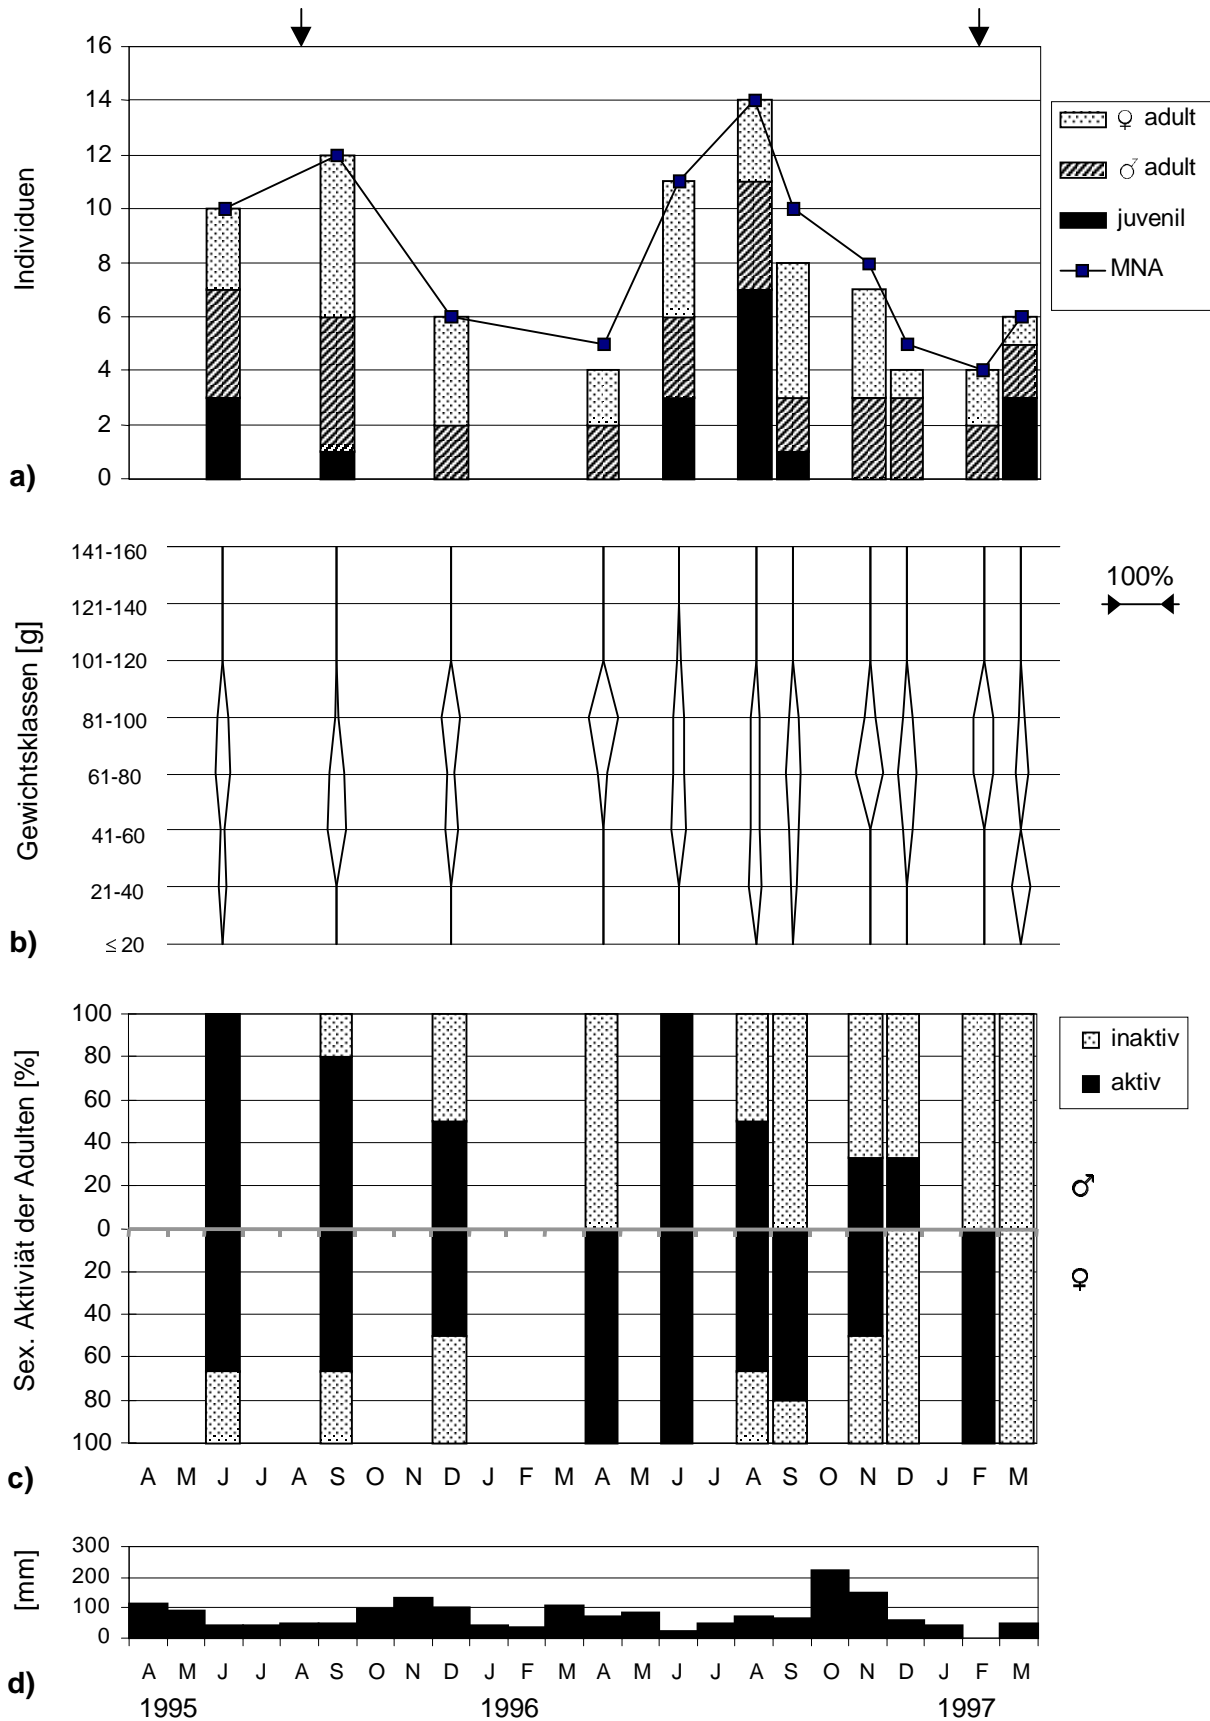 16
14
12
10
8
6
4
2
0
Individuen
♀ adult
♂ adult
juvenil
MNA
a)
141-160
121-140
101-120
81-100
61-80
41-60
21-40
≤ 20
Gewichtsklassen [g]
100%
b)
100
80
60
40
20
0
20
40
60
80
100
Sex. Aktiviät der Adulten [%]
inaktiv
aktiv
♂
♀
c)
A M J J A S O N D J F M A M J J A S O N D J F M
300
200
100
0
[mm]
d)
A M J J A S O N D J F M A M J J A S O N D J F M
1995 1996 1997